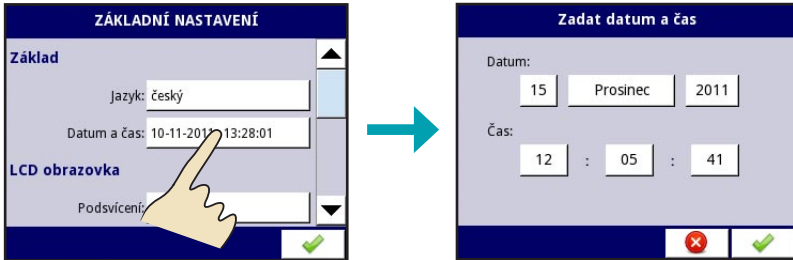 ZÁKLADNÍ NASTAVENÍ
Základ
Jazyk: český
Datum a čas: 10-11-2011 13:28:01
LCD obrazovka
Podsvícení:
Zadat datum a čas
Datum:
15 Prosinec 2011
Čas:
12 : 05 : 41